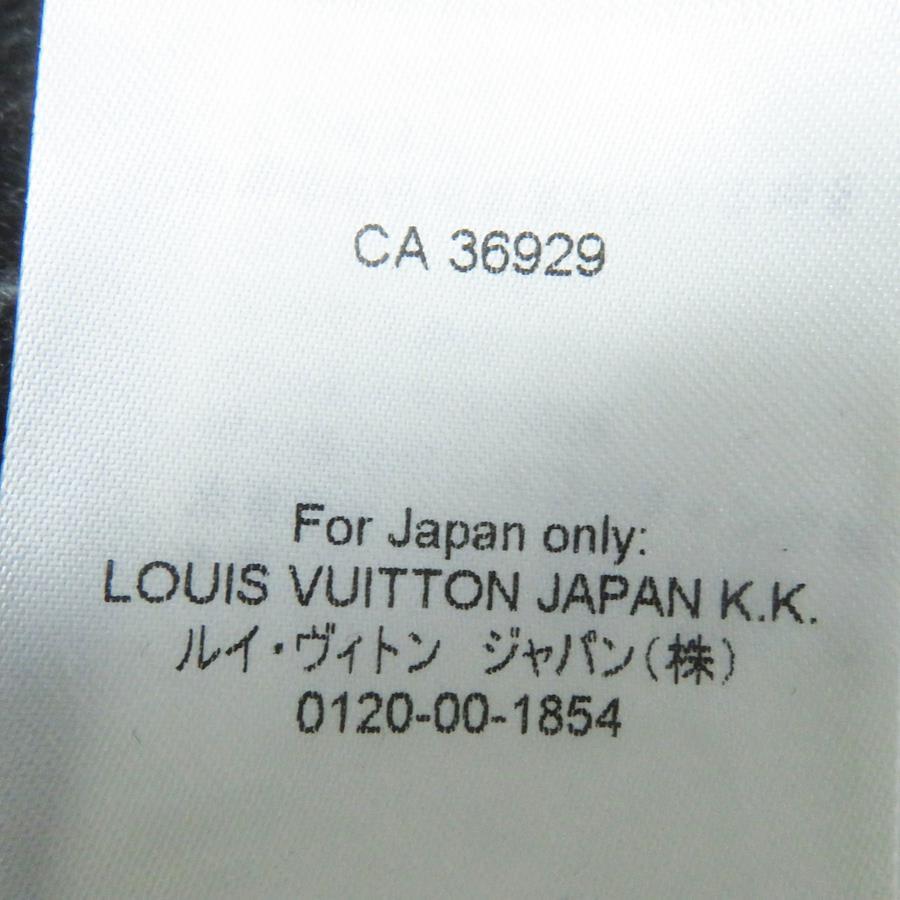 CA 36929
For Japan only:
LOUIS VUITTON JAPAN K.K.
ルイ・ヴィトン ジャパン(株)
0120-00-1854